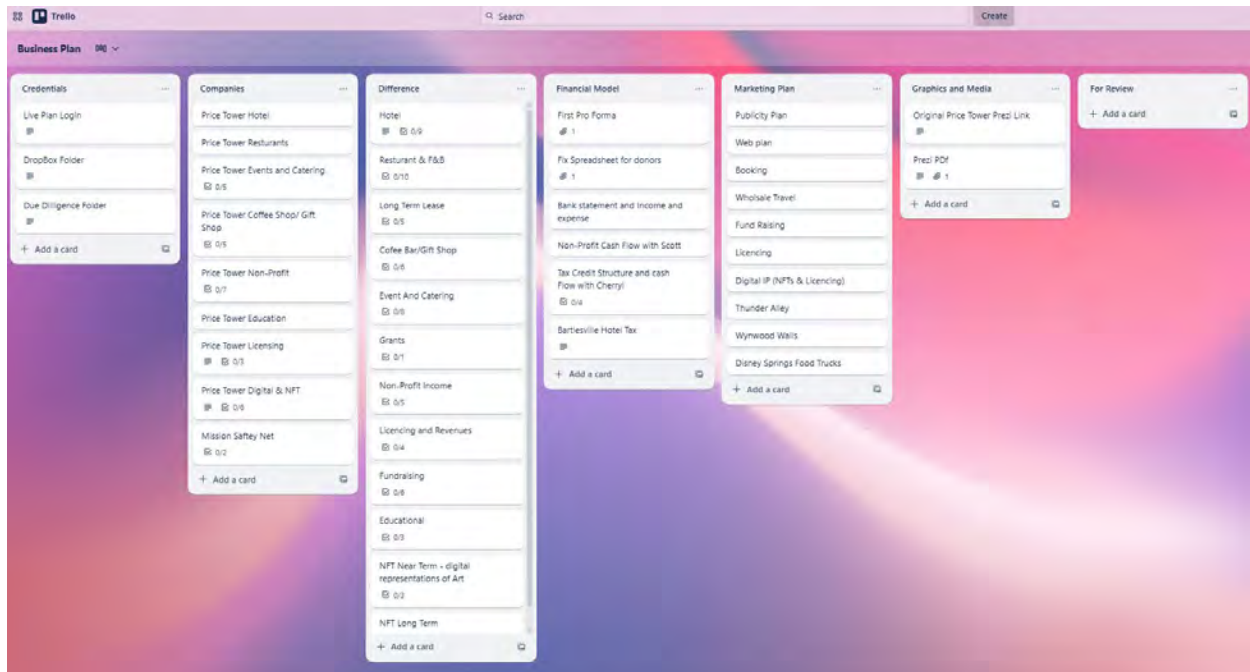 Trello
Search
Create
Business Plan
Credentials
Live Plan Login
DropBox Folder
Due Dilligence Folder
+ Add a card
Companies
Price Tower Hotel
Price Tower Resturants
Price Tower Events and Catering
0/5
Price Tower Coffee Shop/ Gift
Shop
0/5
Price Tower Non-Profit
0/7
Price Tower Education
Price Tower Licensing
0/3
Price Tower Digital & NFT
0/6
Mission Saftey Net
0/2
+ Add a card
Difference
Hotel
0/9
Resturant & F&B
0/10
Long Term Lease
0/5
Cofee Bar/Gift Shop
0/6
Event And Catering
Grants
0/1
Non-Profit Income
0/5
Licencing and Revenues
0/4
Fundraising
0/6
Educational
0/3
NFT Near Term - digital
representations of Art
0/2
NFT Long Term
+ Add a card
Financial Model
First Pro Forma
1
Fix Spreadsheet for donors
1
Bank statement and Income and
expense
Non-Profit Cash Flow with Scott
Tax Credit Structure and cash
Flow with Cherryl
0/4
Bartlesville Hotel Tax
+ Add a card
Marketing Plan
Publicity Plan
Web plan
Booking
Wholsale Travel
Fund Raising
Licencing
Digital IP (NFTs & Licencing)
Thunder Alley
Wynwood Walls
Disney Springs Food Trucks
+ Add a card
Graphics and Media
Original Price Tower Prezi Link
Prezi PDf
1
+ Add a card
For Review
+ Add a card